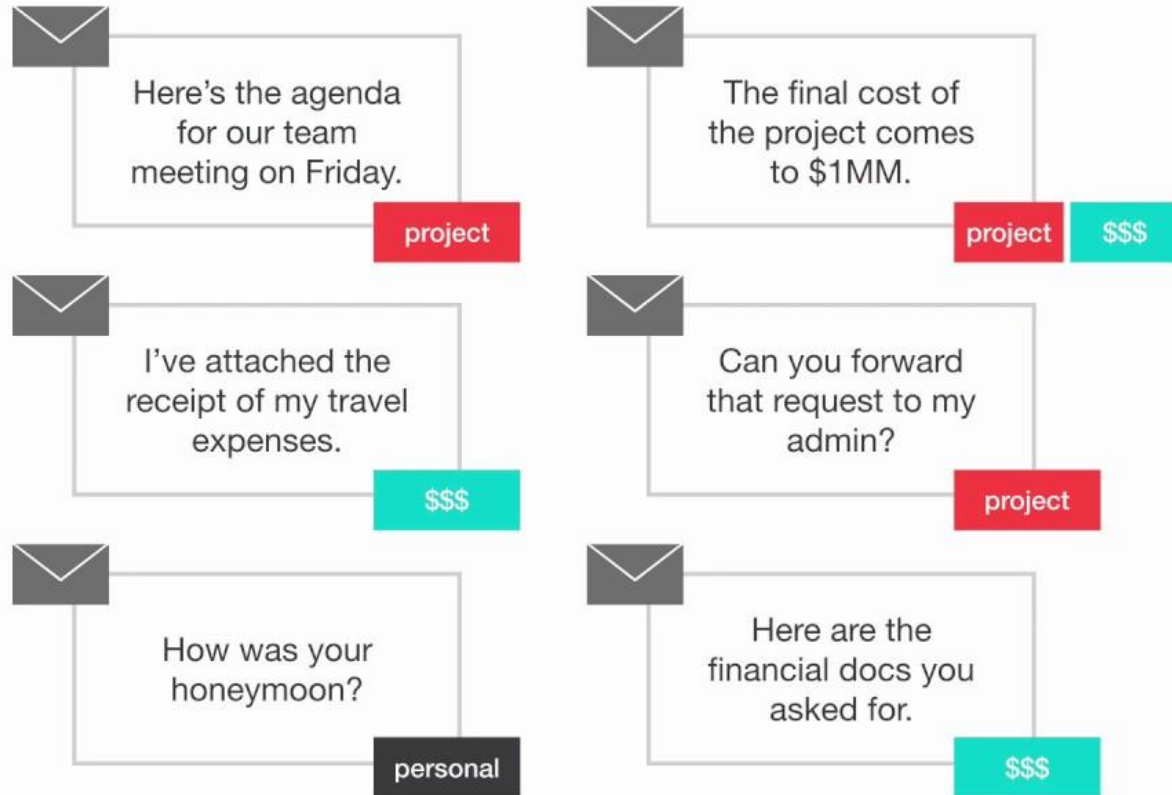 Here's the agenda
for our team
meeting on Friday.
project
The final cost of
the project comes
to $1MM.
project
$$$
I've attached the
receipt of my travel
expenses.
$$$
Can you forward
that request to my
admin?
project
How was your
honeymoon?
personal
Here are the
financial docs you
asked for.
$$$